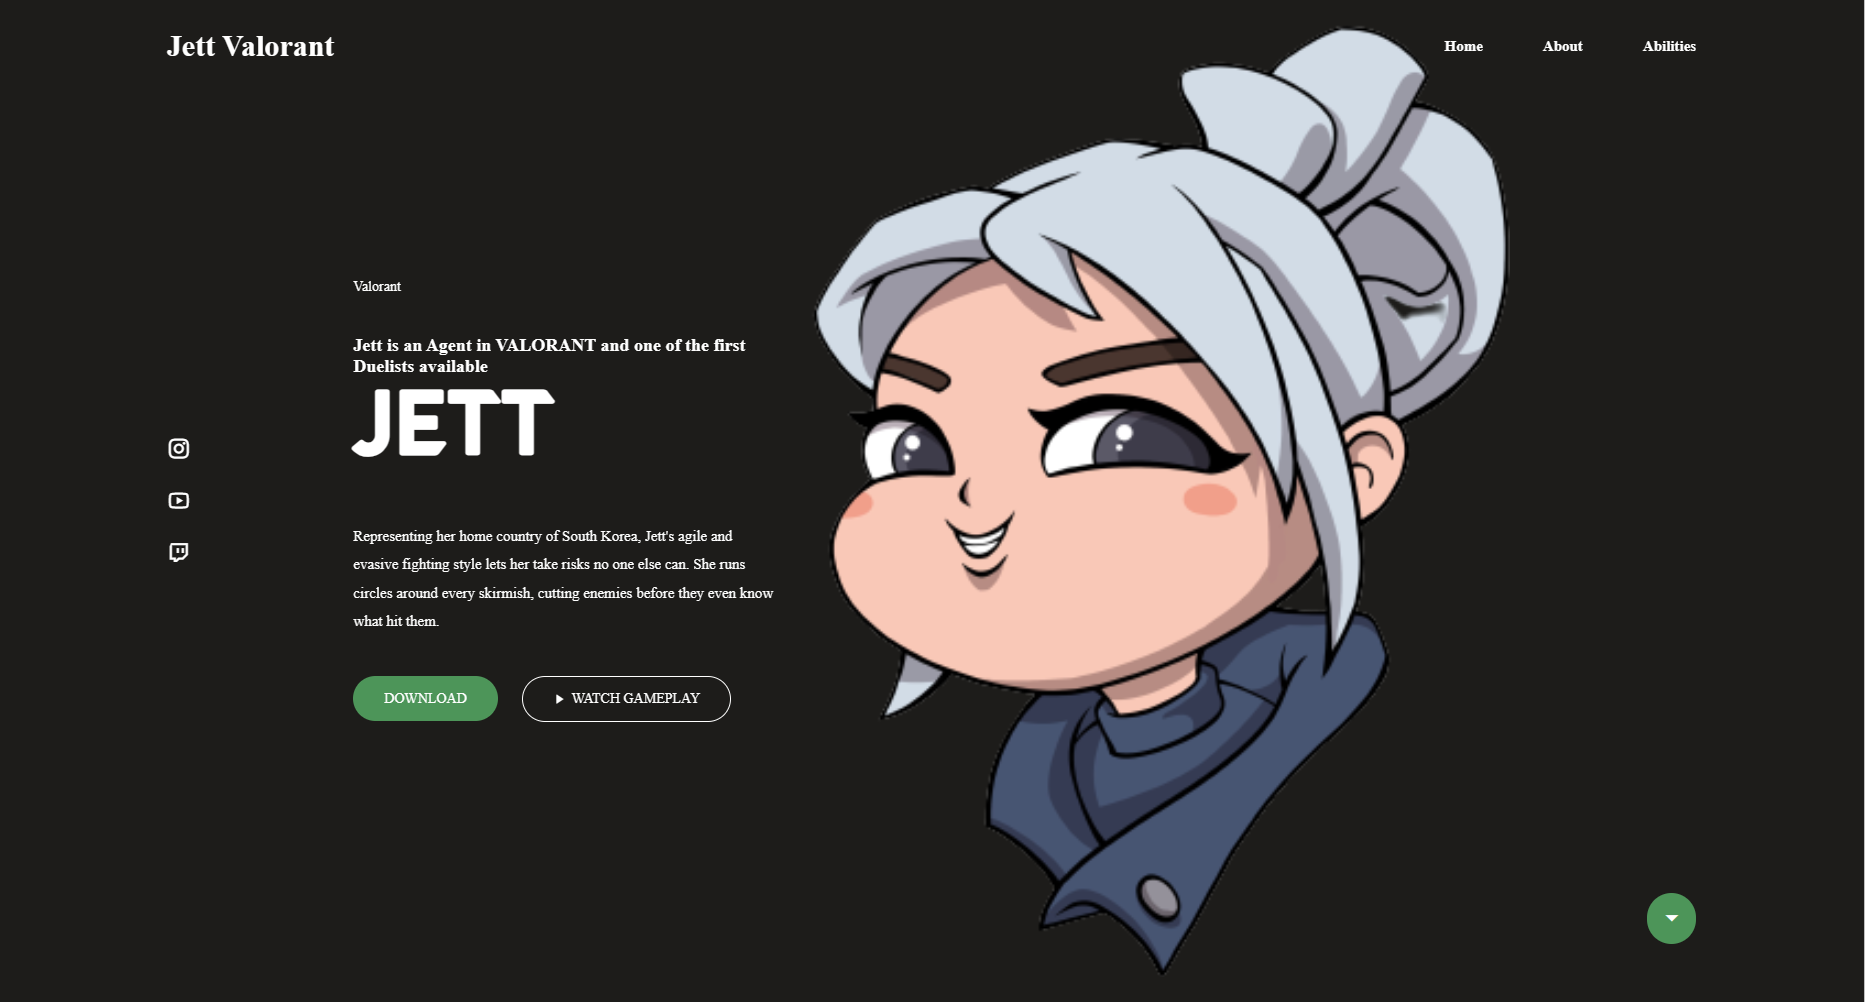 Jett Valorant
Home
About
Abilities
Valorant
Jett is an Agent in VALORANT and one of the first
Duelists available
JETT
Representing her home country of South Korea, Jett's agile and
evasive fighting style lets her take risks no one else can. She runs
circles around every skirmish, cutting enemies before they even know
what hit them.
DOWNLOAD
WATCH GAMEPLAY